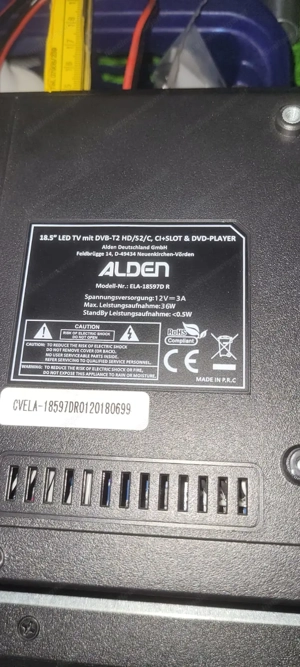 18.5" LED TV mit DVB-T2 HD/S2/C, CI+SLOT & DVD-PLAYER
Alden Deutschland GmbH
Feldbrügge 14, D-49434 Neuenkirchen-Vörden
ALDEN
Modell-Nr.: ELA-18597D R
Spannungsversorgung:12V⎓3A
Max. Leistungsaufnahme: 36W
StandBy Leistungsaufnahme: <0.5W
CAUTION
RISK OF ELECTRIC SHOCK
DO NOT OPEN
CAUTION: TO REDUCE THE RISK OF ELECTRIC SHOCK
DO NOT REMOVE COVER (OR BACK).
NO USER SERVICEABLE PARTS INSIDE.
REFER SERVICING TO QUALIFIED SERVICE PERSONNEL.
WARNING: TO REDUCE THE RISK OF ELECTRIC SHOCK OR FIRE,
DO NOT EXPOSE THIS APPLIANCE TO RAIN OR MOISTURE.
RoHS
Compliant
CE
MADE IN P.R.C
CVELA-18597DR0120180699